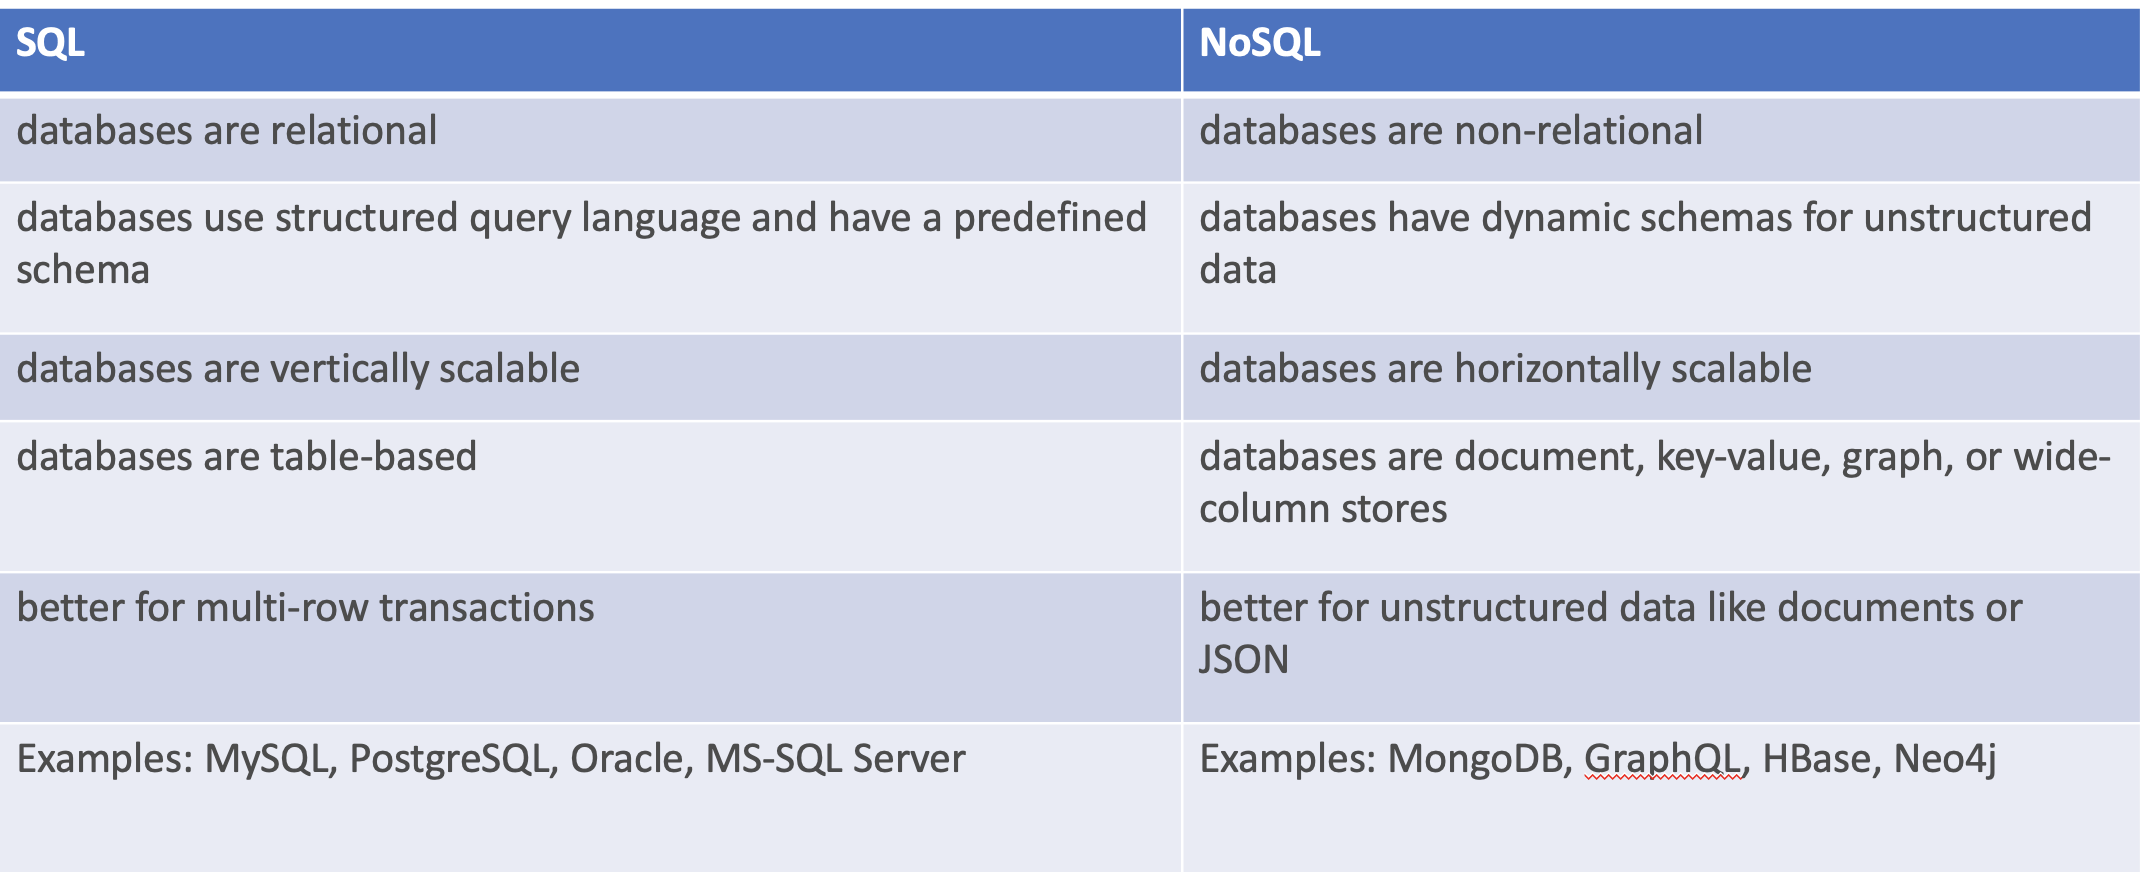 SQL
NoSQL
databases are relational
databases are non-relational
databases use structured query language and have a predefined
schema
databases have dynamic schemas for unstructured
data
databases are vertically scalable
databases are horizontally scalable
databases are table-based
databases are document, key-value, graph, or wide-
column stores
better for multi-row transactions
better for unstructured data like documents or
JSON
Examples: MySQL, PostgreSQL, Oracle, MS-SQL Server
Examples: MongoDB, GraphQL, HBase, Neo4j